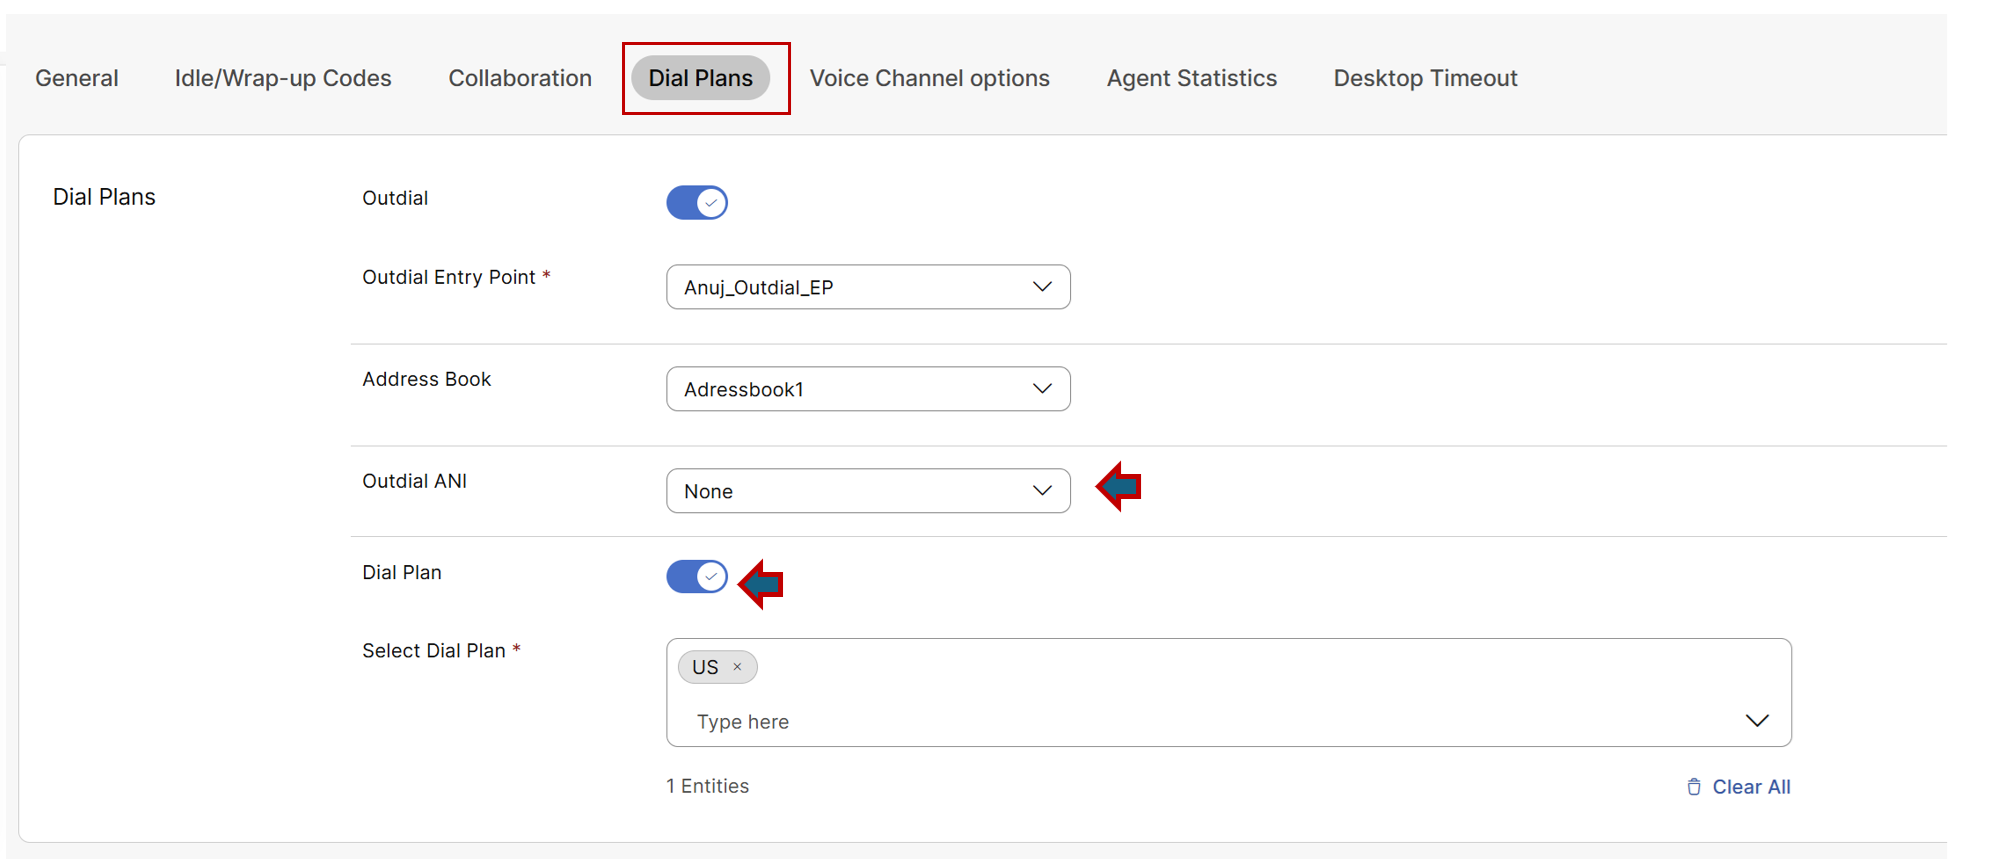 General Idle/Wrap-up Codes Collaboration Dial Plans Voice Channel options Agent Statistics Desktop Timeout
Dial Plans
Outdial
Outdial Entry Point *
Anuj_Outdial_EP
Address Book
Adressbook1
Outdial ANI
None
Dial Plan
Select Dial Plan *
US ×
Type here
1 Entities
Clear All